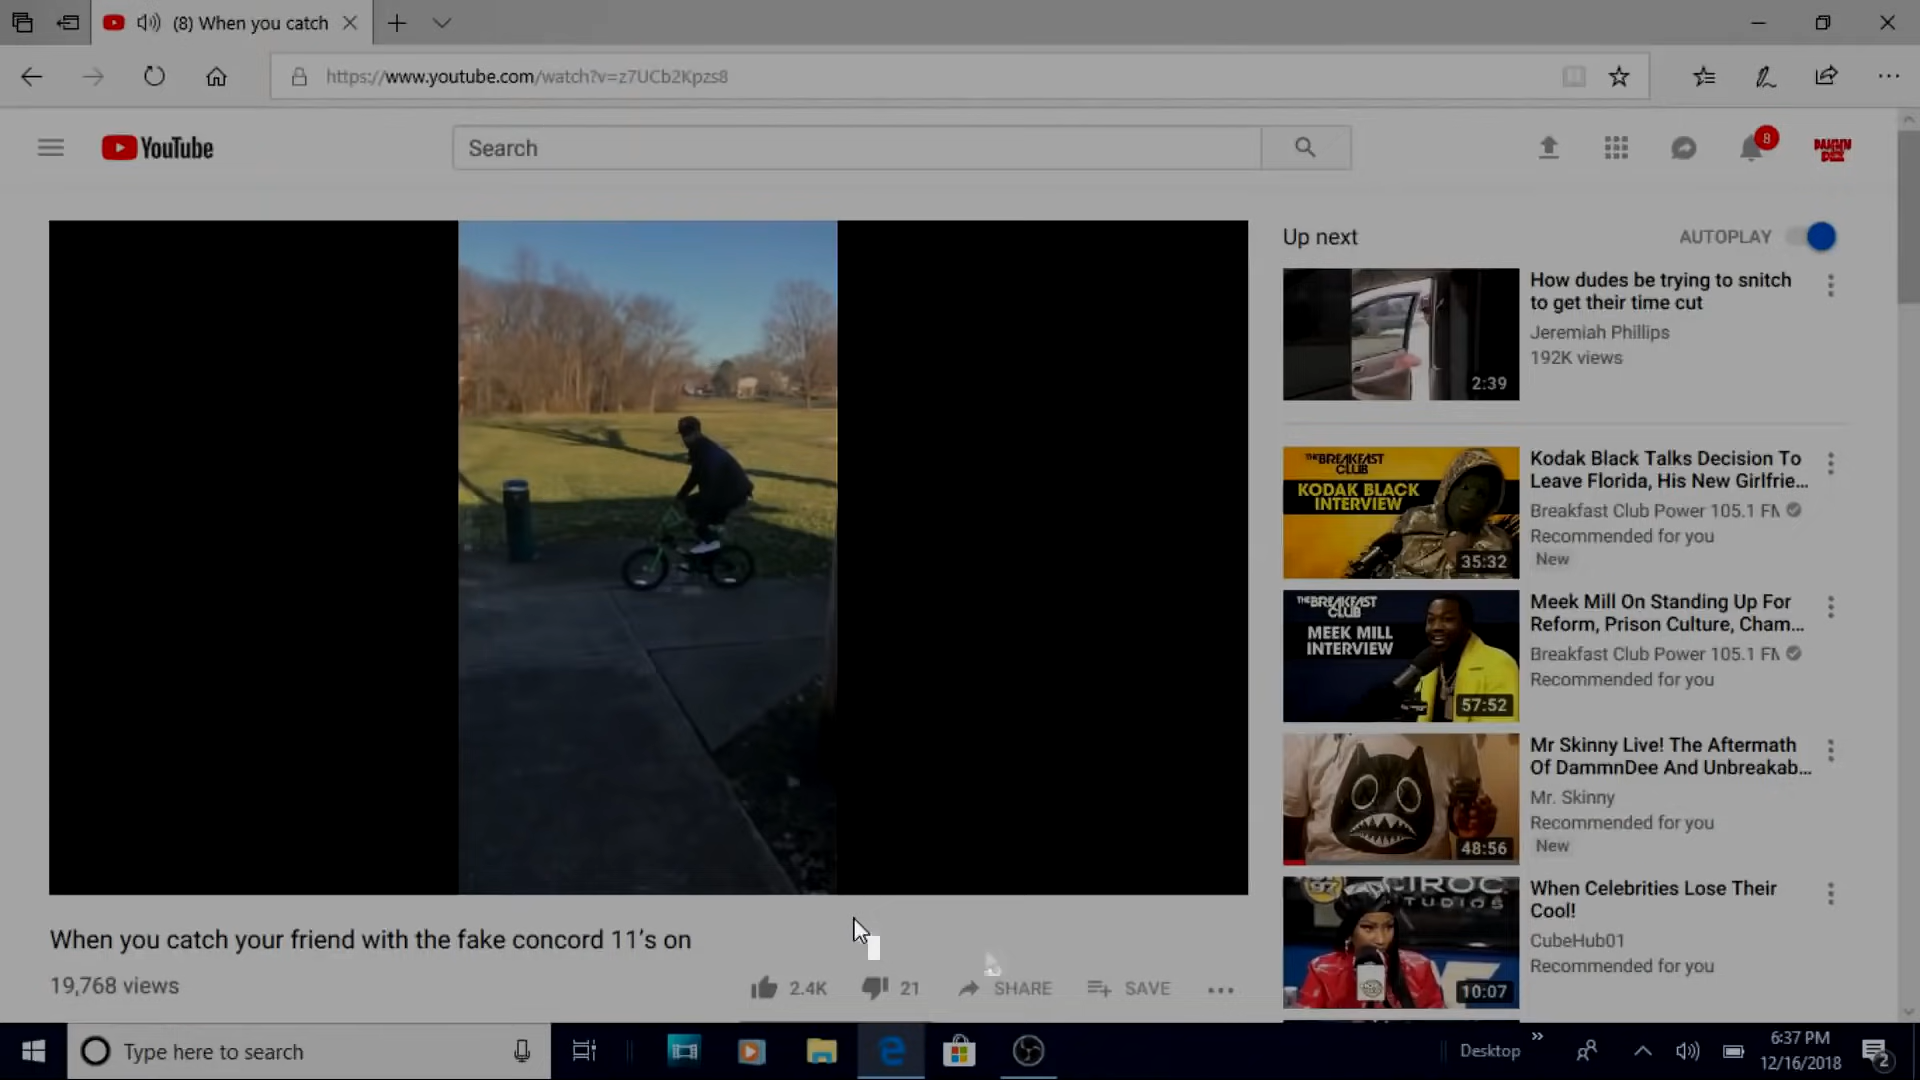 (8) When you catch
https://www.youtube.com/watch?v=z7UCb2Kpzs8
YouTube
Search
8
DAMMN
DEE
Up next
AUTOPLAY
How dudes be trying to snitch
to get their time cut
Jeremiah Phillips
192K views
2:39
THE BREAKFAST
CLUB
KODAK BLACK
INTERVIEW
35:32
Kodak Black Talks Decision To
Leave Florida, His New Girlfrie...
Breakfast Club Power 105.1 FM
Recommended for you
New
THE BREAKFAST
CLUB
MEEK MILL
INTERVIEW
57:52
Meek Mill On Standing Up For
Reform, Prison Culture, Cham...
Breakfast Club Power 105.1 FM
Recommended for you
48:56
Mr Skinny Live! The Aftermath
Of DammnDee And Unbreakab...
Mr. Skinny
Recommended for you
New
97
CIROC
STUDIOS
10:07
When Celebrities Lose Their
Cool!
CubeHub01
Recommended for you
When you catch your friend with the fake concord 11's on
19,768 views
2.4K
21
SHARE
SAVE
Type here to search
Desktop
6:37 PM
12/16/2018
2